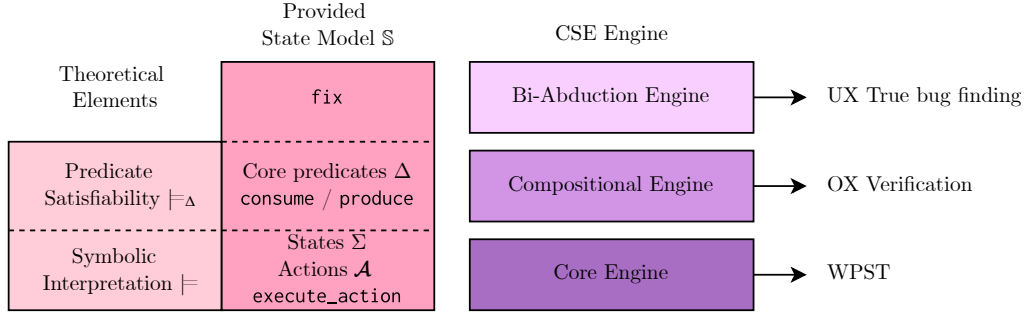 Provided
State Model 𝕊
CSE Engine
Theoretical
Elements
fix
Bi-Abduction Engine
UX True bug finding
Predicate
Satisfiability ⊨Δ
Core predicates Δ
consume / produce
Compositional Engine
OX Verification
Symbolic
Interpretation ⊨
States Σ
Actions 𝓐
execute_action
Core Engine
WPST